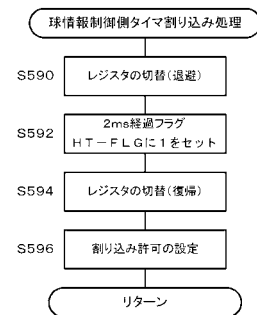 球情報制御側タイマ割り込み処理
S590
レジスタの切替(退避)
S592
2ms経過フラグ
HT-FLGに1をセット
S594
レジスタの切替(復帰)
S596
割り込み許可の設定
リターン